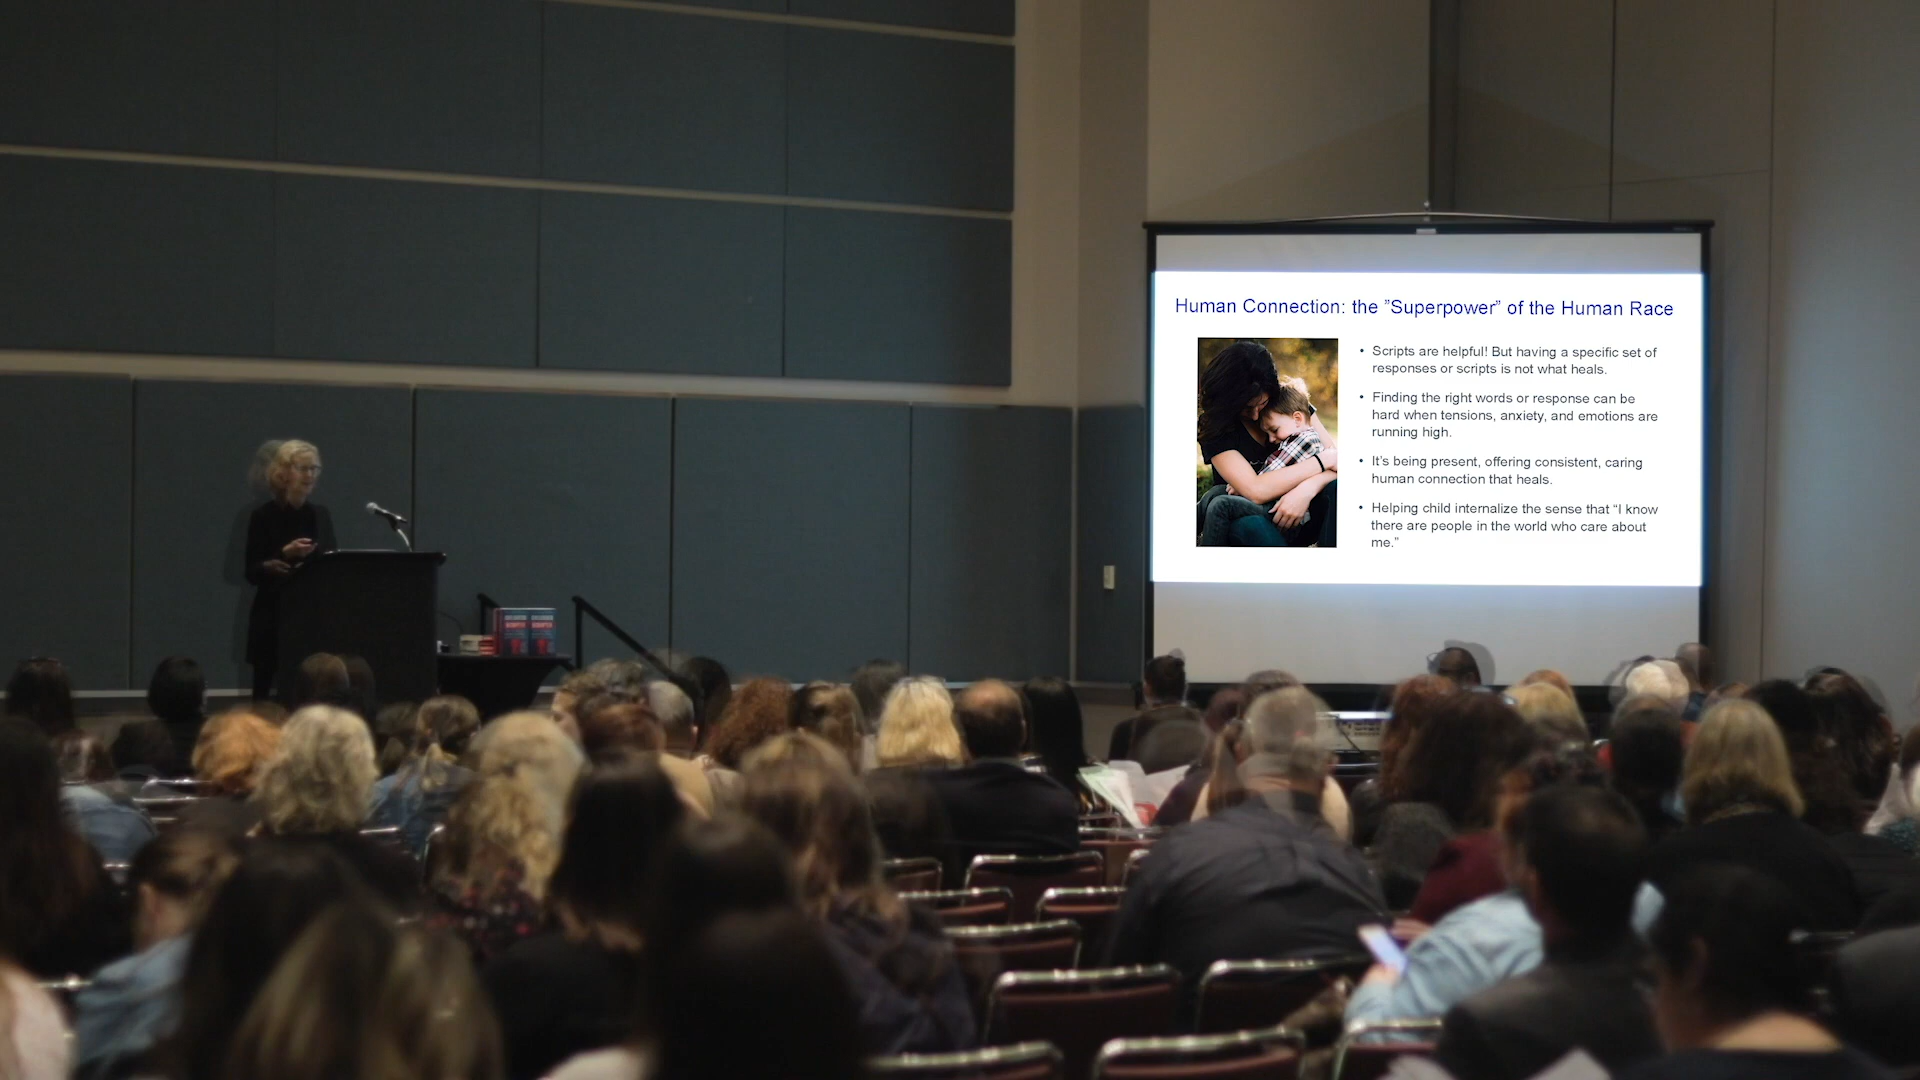 Human Connection: the ”Superpower” of the Human Race
• Scripts are helpful! But having a specific set of
responses or scripts is not what heals.
• Finding the right words or response can be
hard when tensions, anxiety, and emotions are
running high.
• It’s being present, offering consistent, caring
human connection that heals.
• Helping child internalize the sense that “I know
there are people in the world who care about
me.”